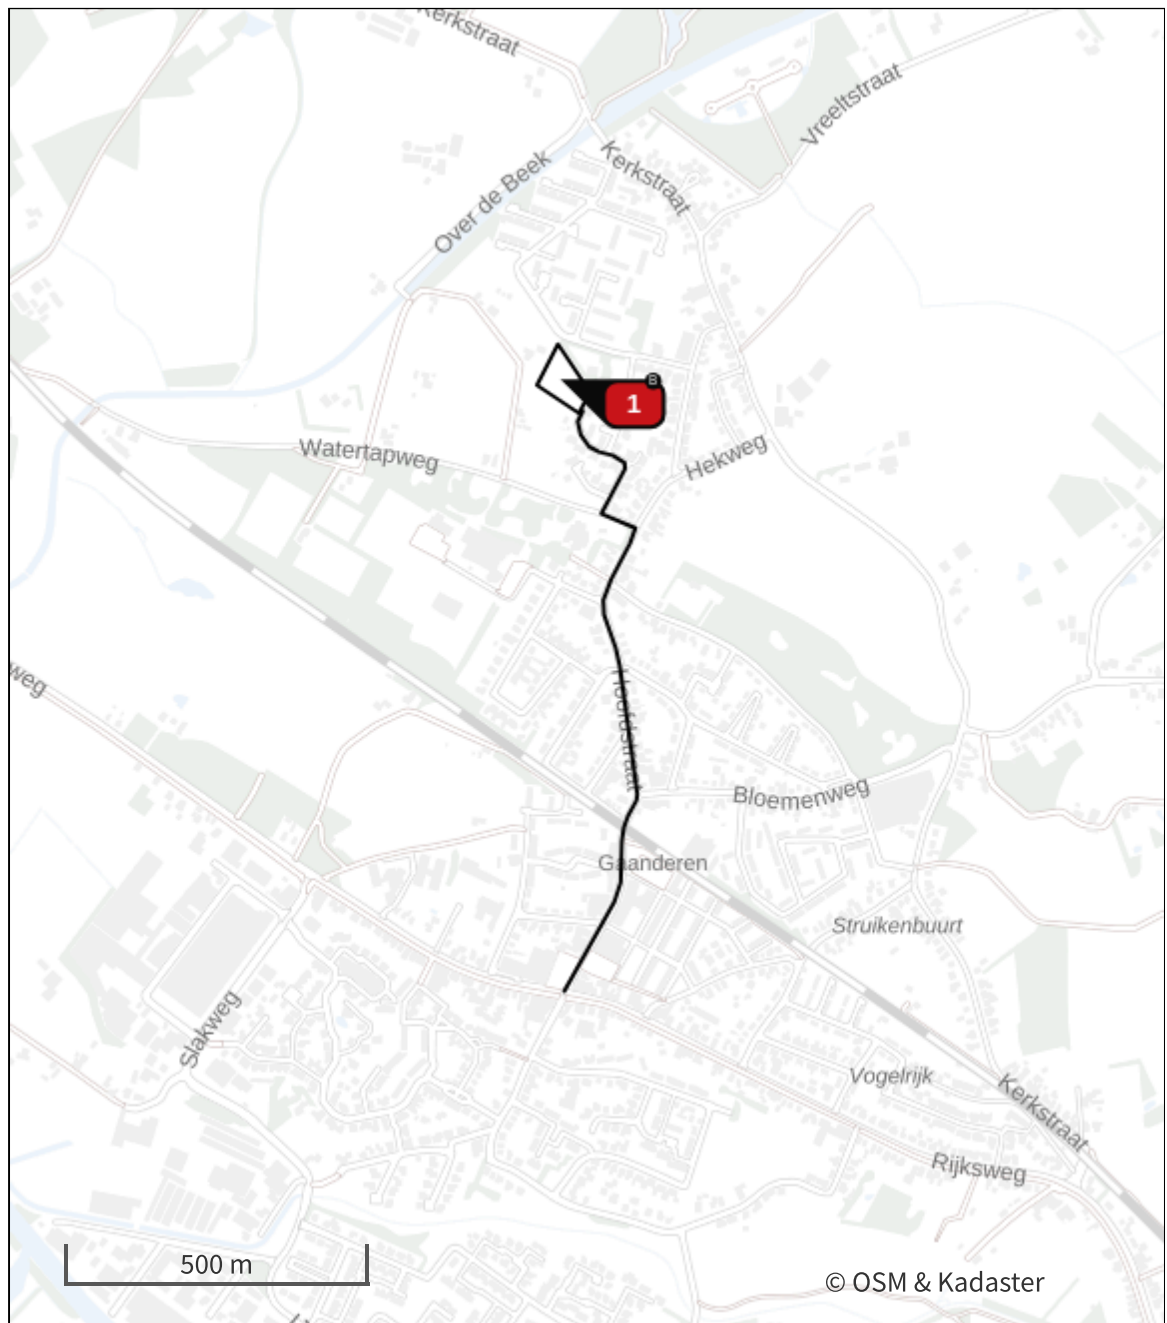 Kerkstraat
Vreeltstraat
Kerkstraat
Over de Beek
B
1
Watertapweg
Hekweg
weg
Hoofdstraat
Bloemenweg
Gaanderen
Struikenbuurt
Slakweg
Vogelrijk
Kerkstraat
Rijksweg
500 m
© OSM & Kadaster